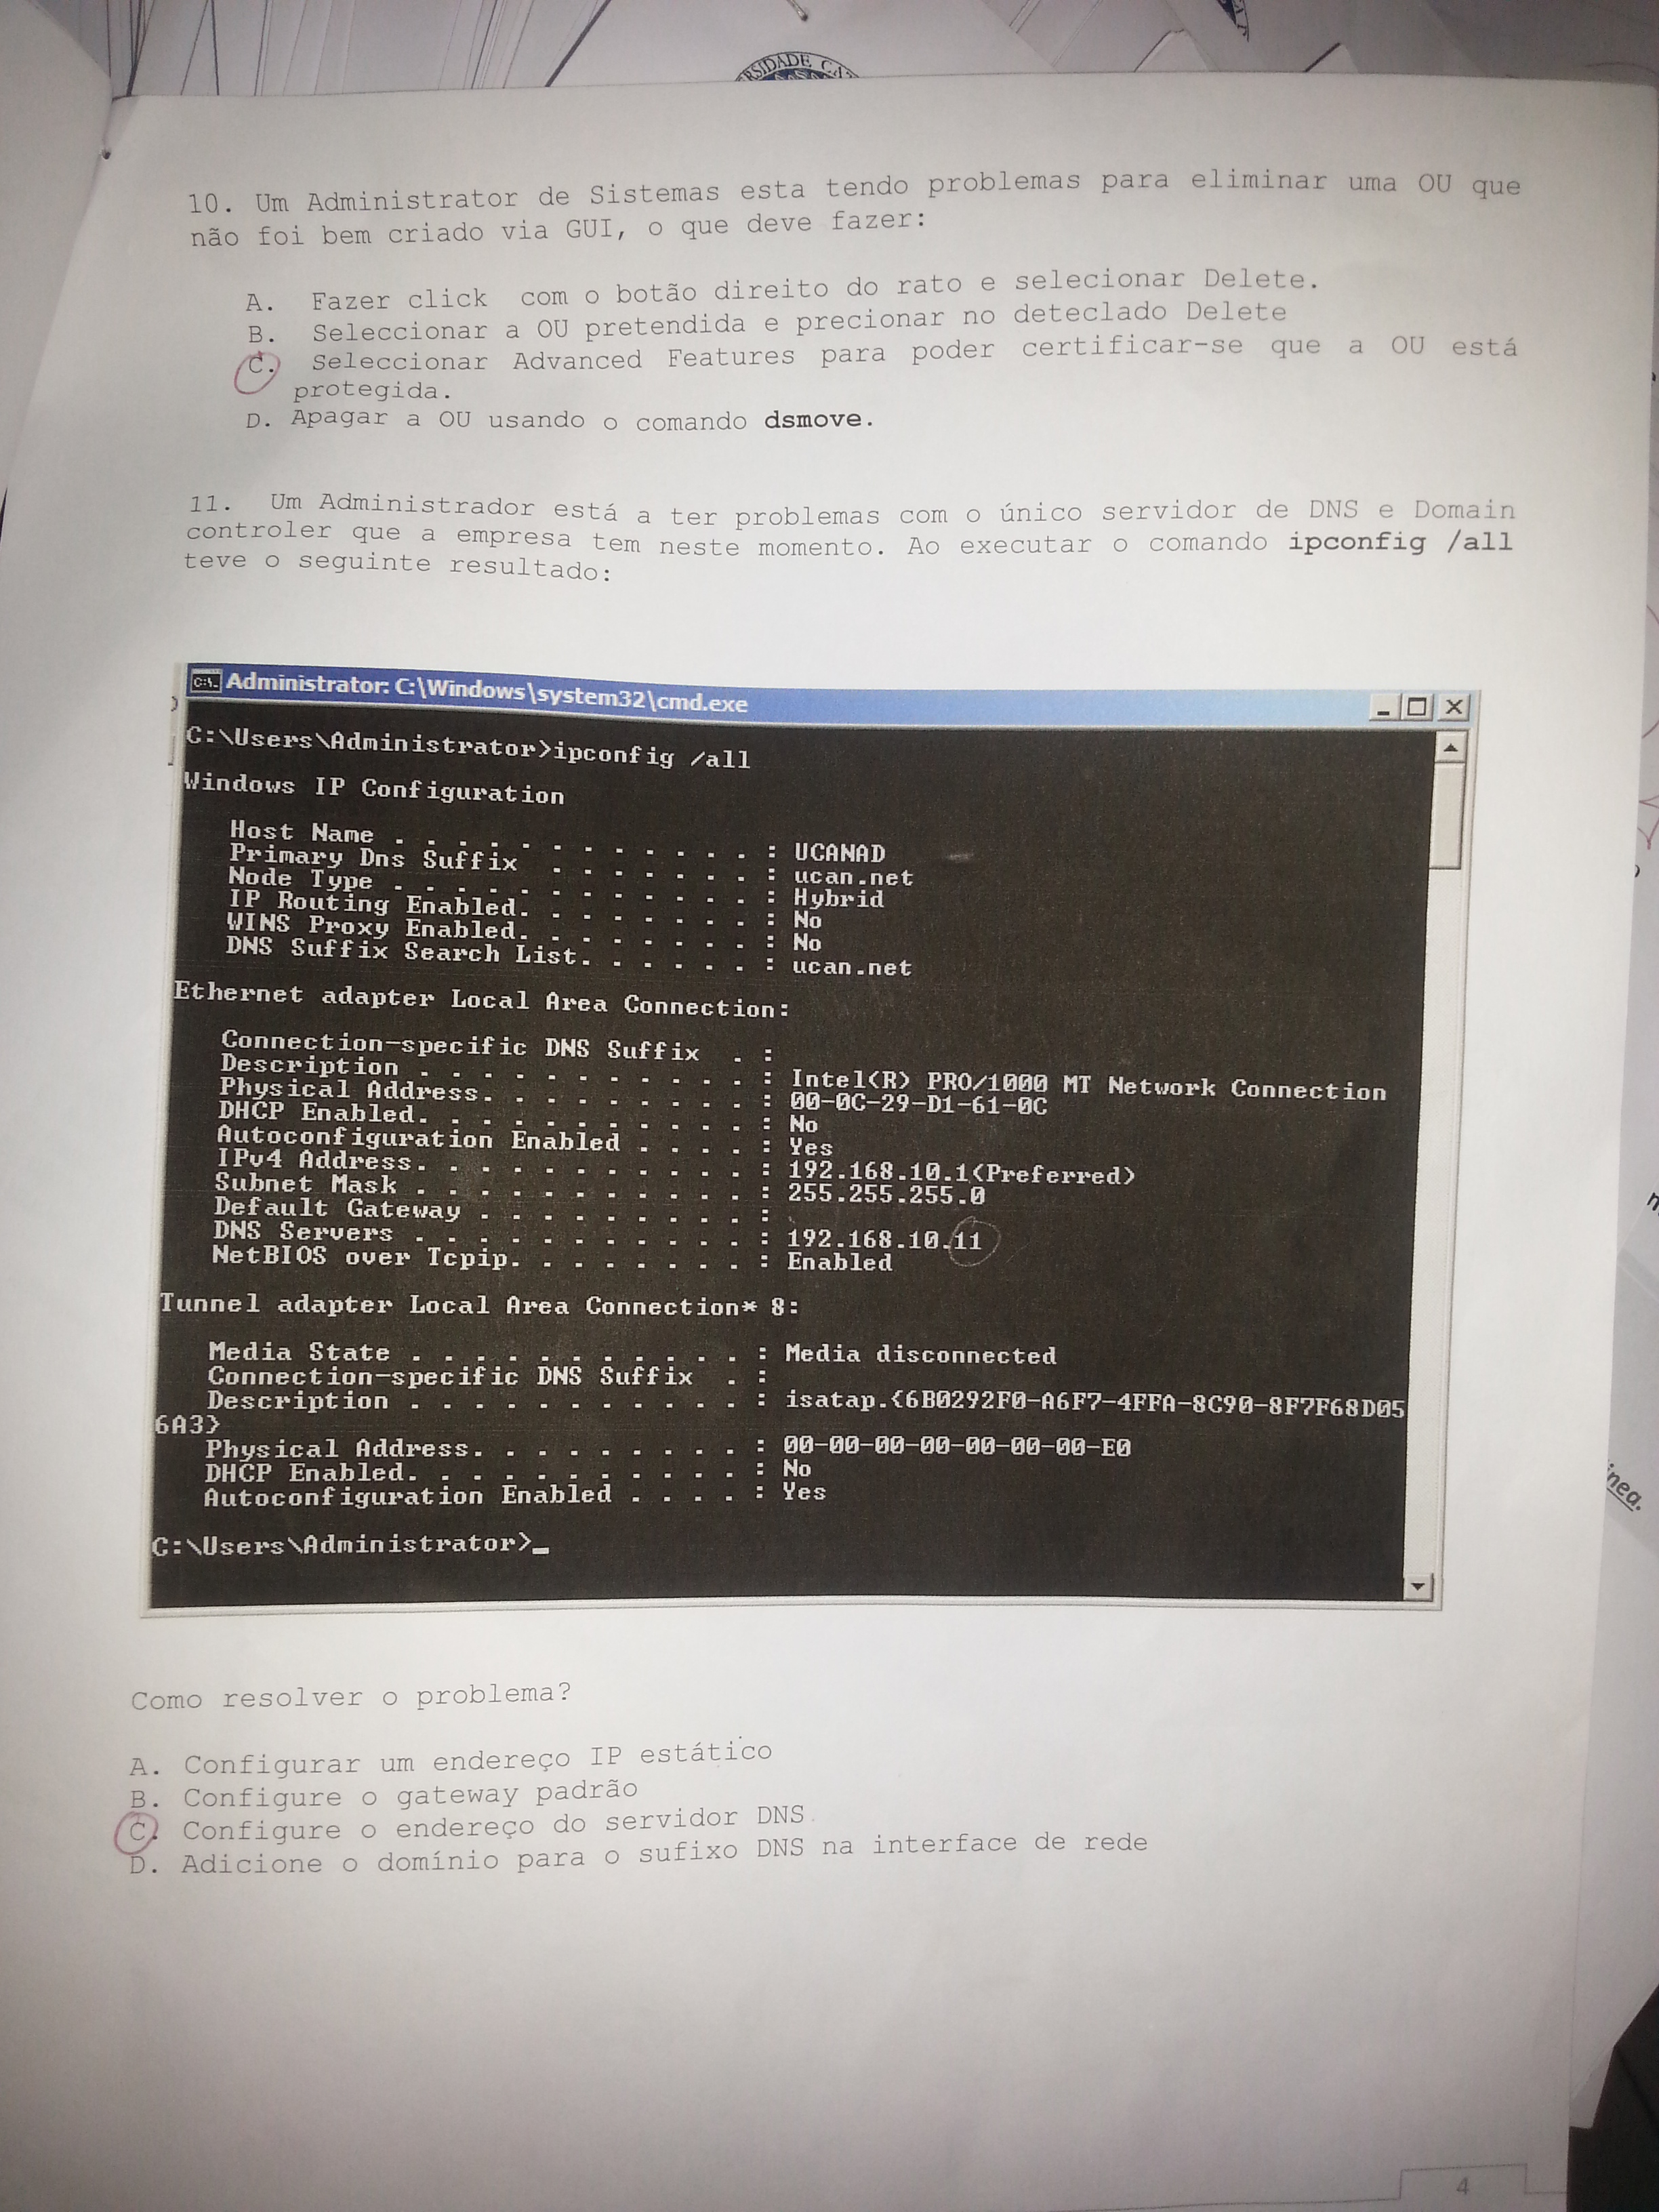 RSIDADE CA
10. Um Administrator de Sistemas esta tendo problemas para eliminar uma OU que
não foi bem criado via GUI, o que deve fazer:
A. Fazer click com o botão direito do rato e selecionar Delete.
B. Seleccionar a OU pretendida e precionar no deteclado Delete
C. Seleccionar Advanced Features para poder certificar-se que a OU está
protegida.
D. Apagar a OU usando o comando dsmove.
11. Um Administrador está a ter problemas com o único servidor de DNS e Domain
controler que a empresa tem neste momento. Ao executar o comando ipconfig /all
teve o seguinte resultado:
C:\. Administrator: C:\Windows\system32\cmd.exe
C:\Users\Administrator>ipconfig /all
Windows IP Configuration
Host Name . . . . . . . . . . . . : UCANAD
Primary Dns Suffix . . . . . . . : ucan.net
Node Type . . . . . . . . . . . . : Hybrid
IP Routing Enabled. . . . . . . . : No
WINS Proxy Enabled. . . . . . . . : No
DNS Suffix Search List. . . . . . : ucan.net
Ethernet adapter Local Area Connection:
Connection-specific DNS Suffix . :
Description . . . . . . . . . . . : Intel(R) PRO/1000 MT Network Connection
Physical Address. . . . . . . . . : 00-0C-29-D1-61-0C
DHCP Enabled. . . . . . . . . . . : No
Autoconfiguration Enabled . . . . : Yes
IPv4 Address. . . . . . . . . . . : 192.168.10.1(Preferred)
Subnet Mask . . . . . . . . . . . : 255.255.255.0
Default Gateway . . . . . . . . . :
DNS Servers . . . . . . . . . . . : 192.168.10.11
NetBIOS over Tcpip. . . . . . . . : Enabled
Tunnel adapter Local Area Connection* 8:
Media State . . . . . . . . . . . : Media disconnected
Connection-specific DNS Suffix . :
Description . . . . . . . . . . . : isatap.{6B0292F0-A6F7-4FFA-8C90-8F7F68D05
6A3}
Physical Address. . . . . . . . . : 00-00-00-00-00-00-00-E0
DHCP Enabled. . . . . . . . . . . : No
Autoconfiguration Enabled . . . . : Yes
C:\Users\Administrator>_
Como resolver o problema?
A. Configurar um endereço IP estático
B. Configure o gateway padrão
C. Configure o endereço do servidor DNS
D. Adicione o domínio para o sufixo DNS na interface de rede
inea.
4